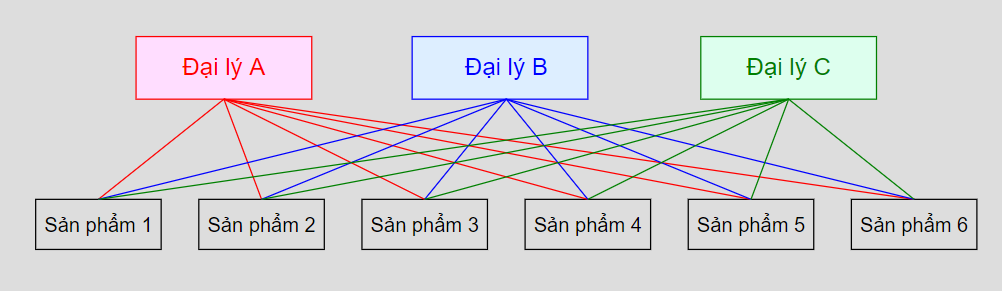 Đại lý A
Đại lý B
Đại lý C
Sản phẩm 1
Sản phẩm 2
Sản phẩm 3
Sản phẩm 4
Sản phẩm 5
Sản phẩm 6